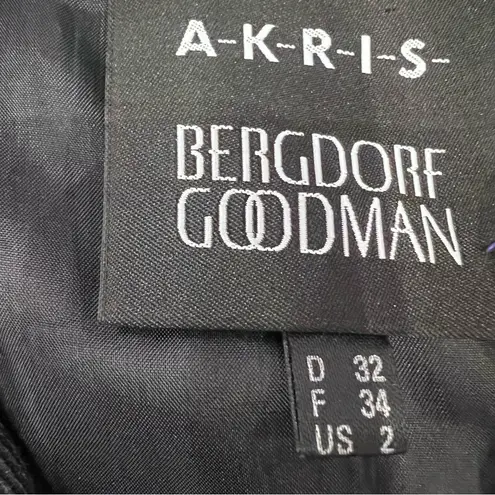 A-K-R-I-S-
BERGDORF
GOODMAN
D 32
F 34
US 2